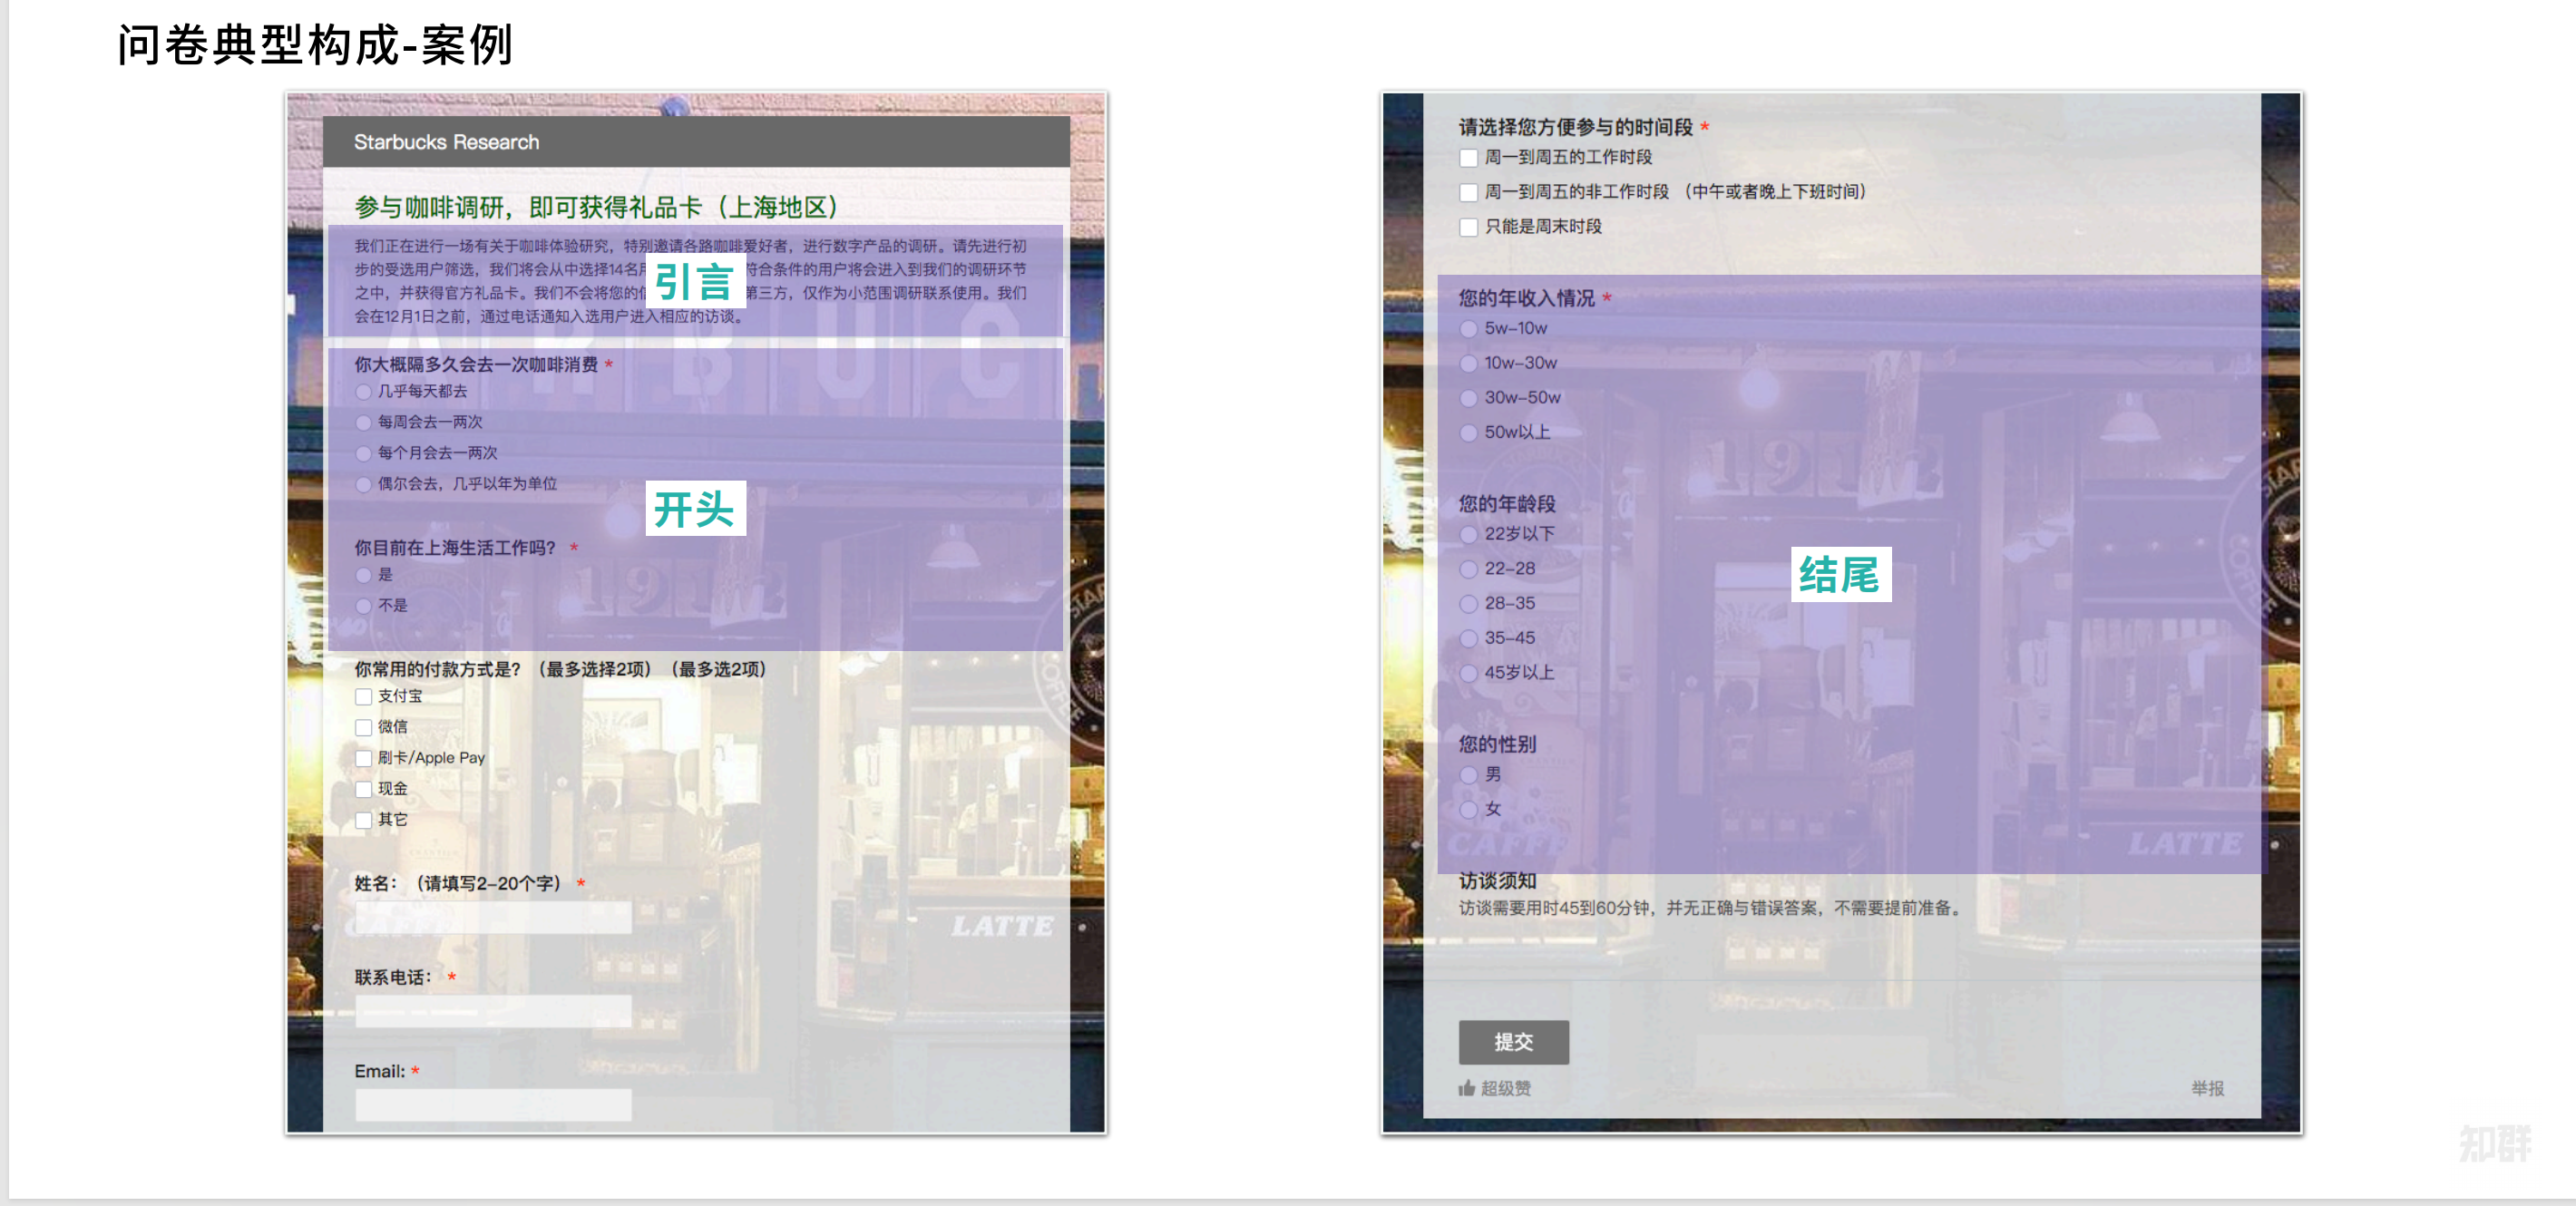 问卷典型构成-案例
Starbucks Research
参与咖啡调研，即可获得礼品卡（上海地区）
我们正在进行一场有关于咖啡体验研究，特别邀请各路咖啡爱好者，进行数字产品的调研。请先进行初
步的受选用户筛选，我们将会从中选择14名 符合条件的用户将会进入到我们的调研环节
之中，并获得官方礼品卡。我们不会将您的 第三方，仅作为小范围调研联系使用。我们
会在12月1日之前，通过电话通知入选用户进入相应的访谈。
引言
你大概隔多久会去一次咖啡消费 *
几乎每天都去
每周会去一两次
每个月会去一两次
偶尔会去，几乎以年为单位
开头
你目前在上海生活工作吗？ *
是
不是
你常用的付款方式是？（最多选择2项）（最多选2项）
支付宝
微信
刷卡/Apple Pay
现金
其它
姓名：（请填写2-20个字） *
联系电话： *
Email: *
LATTE
请选择您方便参与的时间段 *
周一到周五的工作时段
周一到周五的非工作时段 （中午或者晚上下班时间）
只能是周末时段
您的年收入情况 *
5w-10w
10w-30w
30w-50w
50w以上
您的年龄段
22岁以下
22-28
28-35
35-45
45岁以上
结尾
您的性别
男
女
LATTE
访谈须知
访谈需要用时45到60分钟，并无正确与错误答案，不需要提前准备。
提交
超级赞
举报
知群